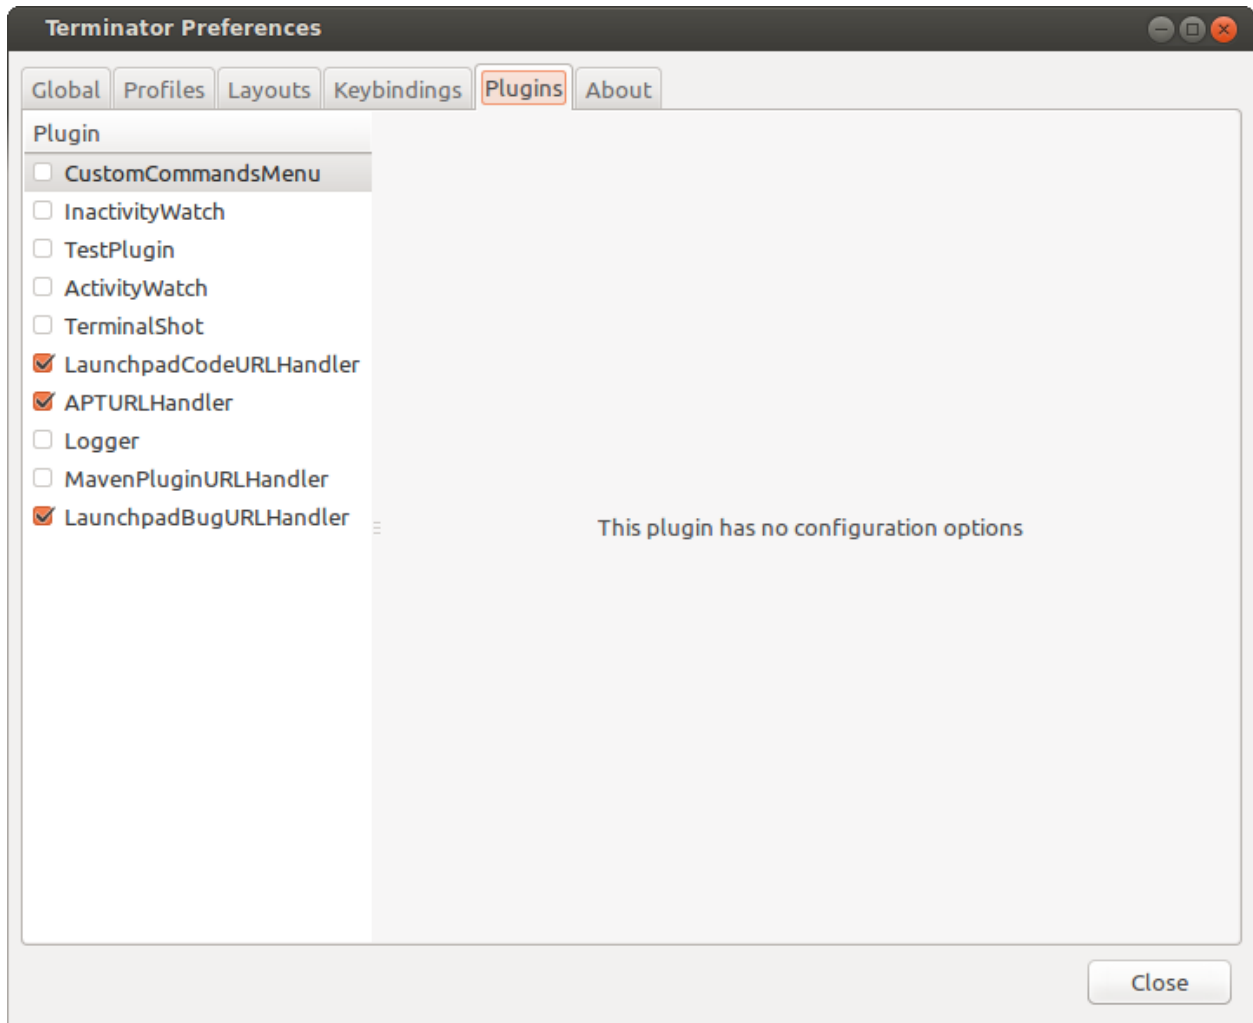 Terminator Preferences
Global Profiles Layouts Keybindings Plugins About
Plugin
CustomCommandsMenu
InactivityWatch
TestPlugin
ActivityWatch
TerminalShot
LaunchpadCodeURLHandler
APTURLHandler
Logger
MavenPluginURLHandler
LaunchpadBugURLHandler
This plugin has no configuration options
Close